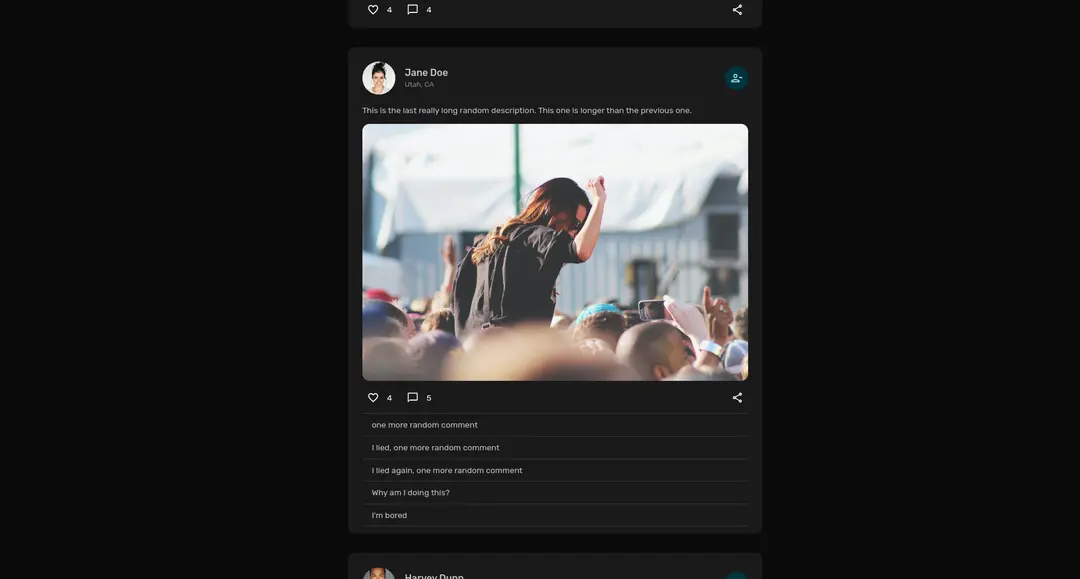 4 4
Jane Doe
Utah, CA
This is the last really long random description. This one is longer than the previous one.
4 5
one more random comment
I lied, one more random comment
I lied again, one more random comment
Why am I doing this?
I'm bored
Harvey Dunn